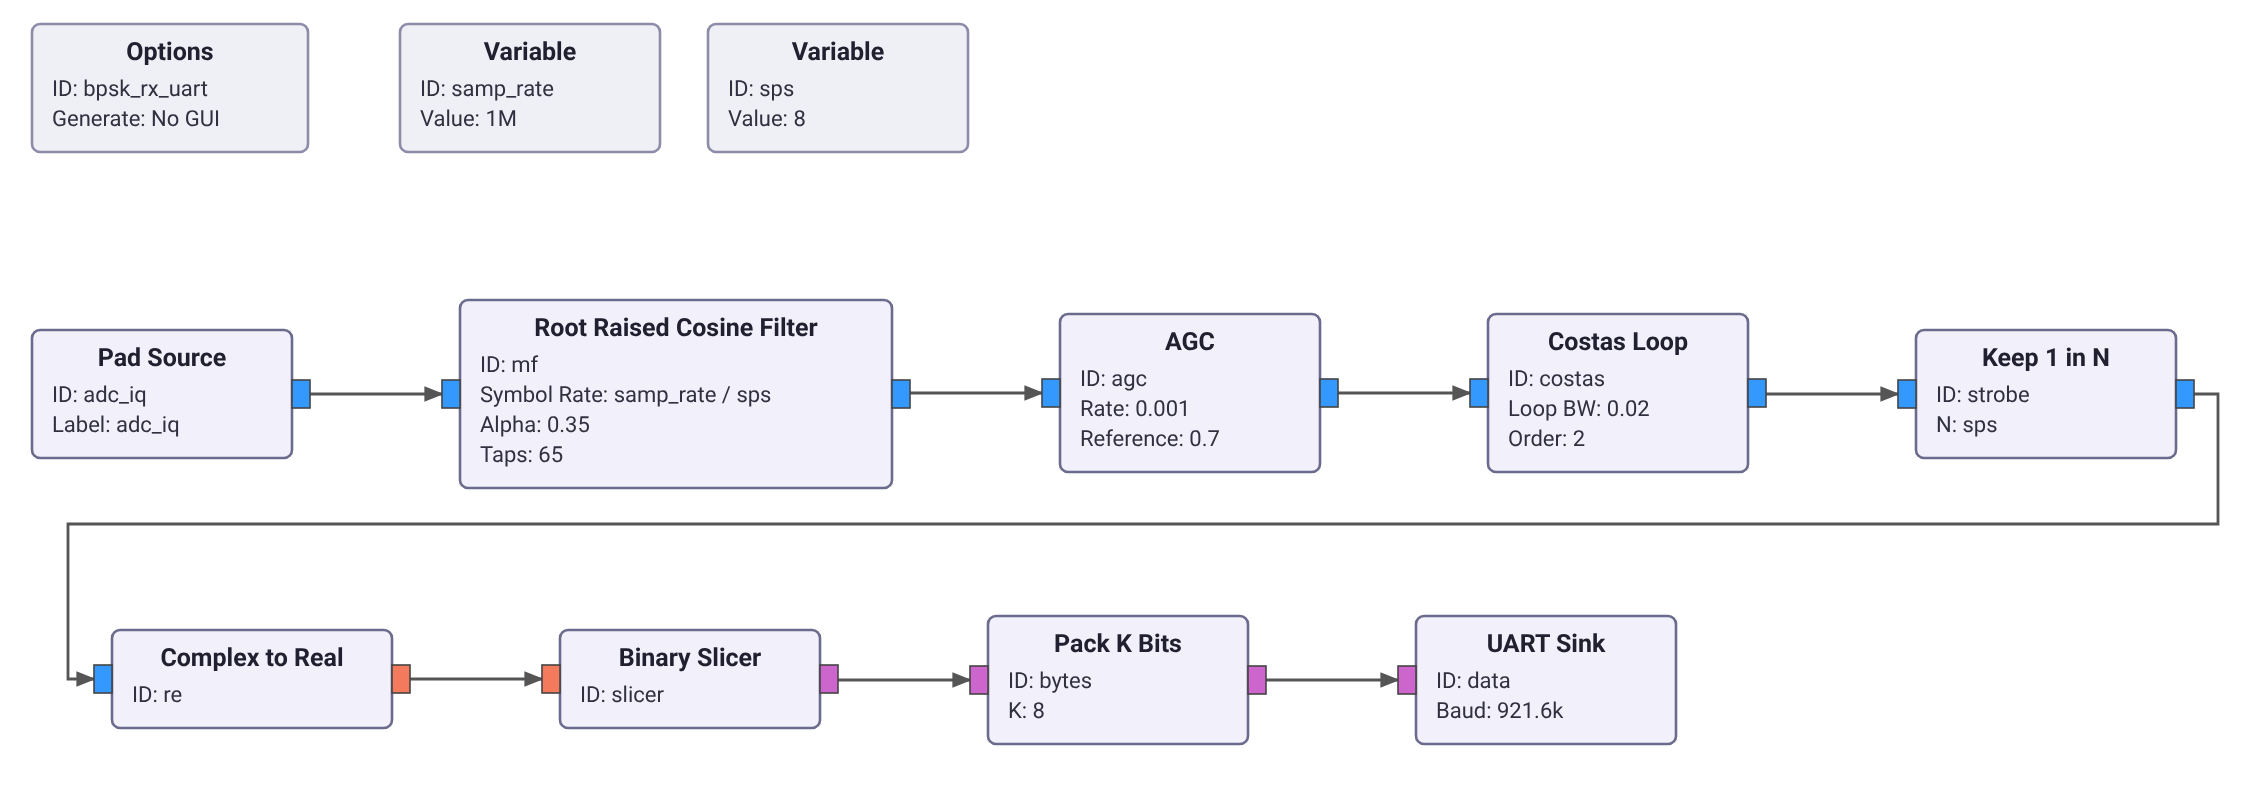 Options
ID: bpsk_rx_uart
Generate: No GUI
Variable
ID: samp_rate
Value: 1M
Variable
ID: sps
Value: 8
Pad Source
ID: adc_iq
Label: adc_iq
Root Raised Cosine Filter
ID: mf
Symbol Rate: samp_rate / sps
Alpha: 0.35
Taps: 65
AGC
ID: agc
Rate: 0.001
Reference: 0.7
Costas Loop
ID: costas
Loop BW: 0.02
Order: 2
Keep 1 in N
ID: strobe
N: sps
Complex to Real
ID: re
Binary Slicer
ID: slicer
Pack K Bits
ID: bytes
K: 8
UART Sink
ID: data
Baud: 921.6k